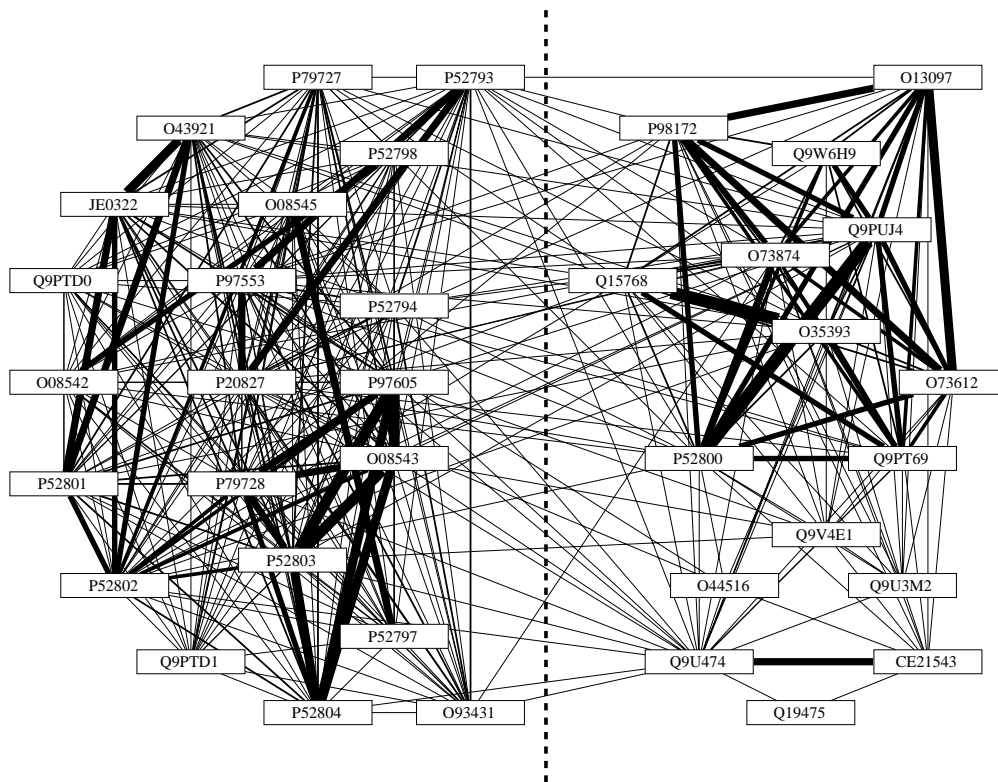 P79727
P52793
O13097
O43921
P98172
P52798
Q9W6H9
JE0322
O08545
Q9PUJ4
O73874
Q9PTD0
P97553
Q15768
P52794
O35393
O08542
P20827
P97605
O73612
O08543
P52800
Q9PT69
P52801
P79728
Q9V4E1
P52803
P52802
O44516
Q9U3M2
P52797
Q9PTD1
Q9U474
CE21543
P52804
O93431
Q19475